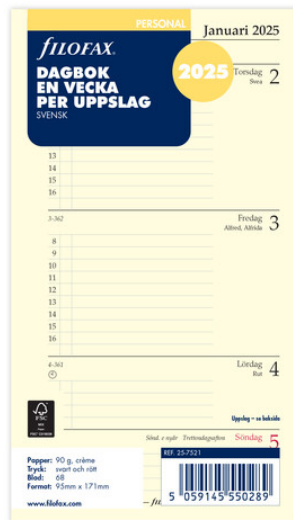 PERSONAL
Januari 2025
filofax.
DAGBOK
EN VECKA
PER UPPSLAG
SVENSK
2025
Torsdag 2
Svea
13
14
15
16
3-362
Fredag 3
Alfred, Alfrida
8
9
10
11
12
13
14
15
16
4-361
Lördag 4
Rut
Uppslag – se baksida
FSC
Sönd. e nyår Trettondagsafton Söndag 5
Papper: 90 g, crème
Tryck: svart och rött
Blad: 68
Format: 95mm x 171mm
www.filofax.com
REF. 25-7521
5 059145 550289